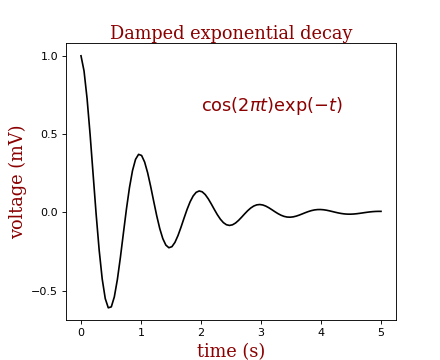 Damped exponential decay
1.0
cos(2πt)exp(−t)
0.5
voltage (mV)
0.0
−0.5
0 1 2 3 4 5
time (s)